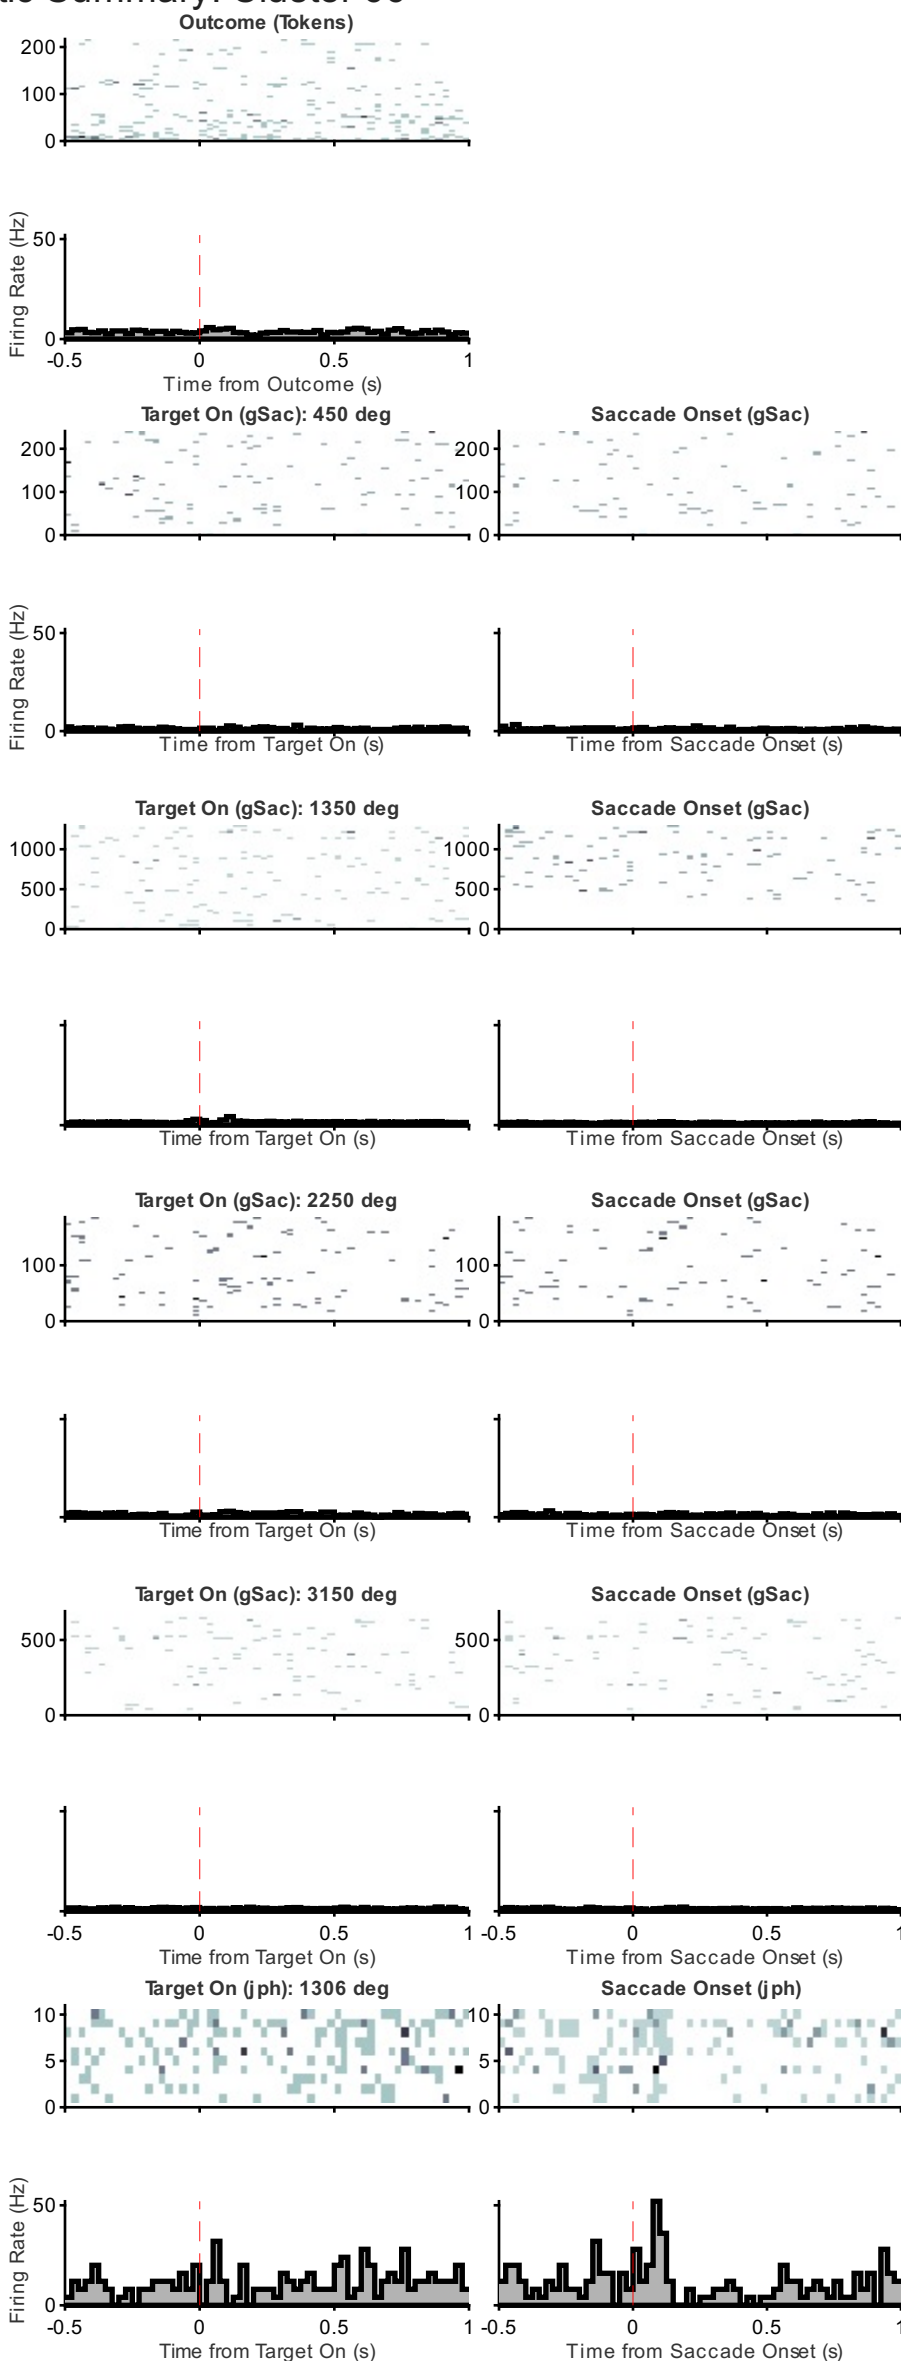 Summary: Cluster
Outcome (Tokens)
200
100
0
Firing Rate (Hz)
50
0
-0.5 0 0.5 1
Time from Outcome (s)
Target On (gSac): 450 deg
Saccade Onset (gSac)
200
100
0
200
100
0
Firing Rate (Hz)
50
0
Time from Target On (s)
Time from Saccade Onset (s)
Target On (gSac): 1350 deg
Saccade Onset (gSac)
1000
500
0
1000
500
0
Time from Target On (s)
Time from Saccade Onset (s)
Target On (gSac): 2250 deg
Saccade Onset (gSac)
100
0
100
0
Time from Target On (s)
Time from Saccade Onset (s)
Target On (gSac): 3150 deg
Saccade Onset (gSac)
500
0
500
0
-0.5 0 0.5 1
-0.5 0 0.5 1
Time from Target On (s)
Time from Saccade Onset (s)
Target On (jph): 1306 deg
Saccade Onset (jph)
10
5
0
10
5
0
Firing Rate (Hz)
50
0
-0.5 0 0.5 1
-0.5 0 0.5 1
Time from Target On (s)
Time from Saccade Onset (s)